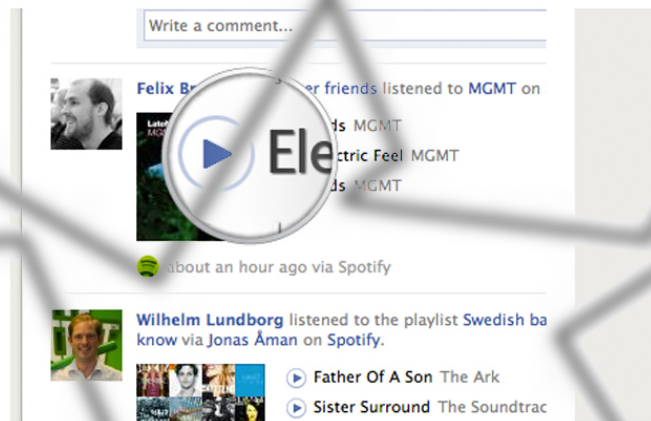 Write a comment...
Felix Br er friends listened to MGMT on
ds MGMT
Ele ctric Feel MGMT
ds MGMT
about an hour ago via Spotify
Wilhelm Lundborg listened to the playlist Swedish ba
know via Jonas Åman on Spotify.
Father Of A Son The Ark
Sister Surround The Soundtrac